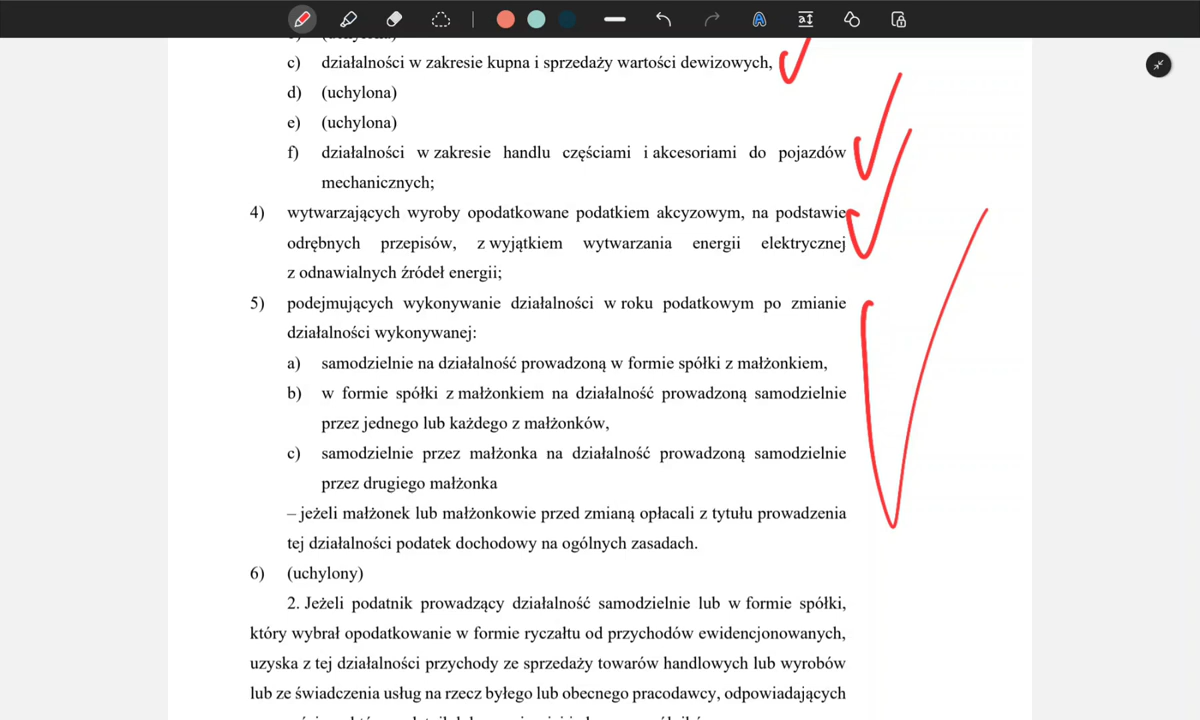 c) działalności w zakresie kupna i sprzedaży wartości dewizowych,
d) (uchylona)
e) (uchylona)
f) działalności w zakresie handlu częściami i akcesoriami do pojazdów
mechanicznych;
4) wytwarzających wyroby opodatkowane podatkiem akcyzowym, na podstawie
odrębnych przepisów, z wyjątkiem wytwarzania energii elektrycznej
z odnawialnych źródeł energii;
5) podejmujących wykonywanie działalności w roku podatkowym po zmianie
działalności wykonywanej:
a) samodzielnie na działalność prowadzoną w formie spółki z małżonkiem,
b) w formie spółki z małżonkiem na działalność prowadzoną samodzielnie
przez jednego lub każdego z małżonków,
c) samodzielnie przez małżonka na działalność prowadzoną samodzielnie
przez drugiego małżonka
– jeżeli małżonek lub małżonkowie przed zmianą opłacali z tytułu prowadzenia
tej działalności podatek dochodowy na ogólnych zasadach.
6) (uchylony)
2. Jeżeli podatnik prowadzący działalność samodzielnie lub w formie spółki,
który wybrał opodatkowanie w formie ryczałtu od przychodów ewidencjonowanych,
uzyska z tej działalności przychody ze sprzedaży towarów handlowych lub wyrobów
lub ze świadczenia usług na rzecz byłego lub obecnego pracodawcy, odpowiadających